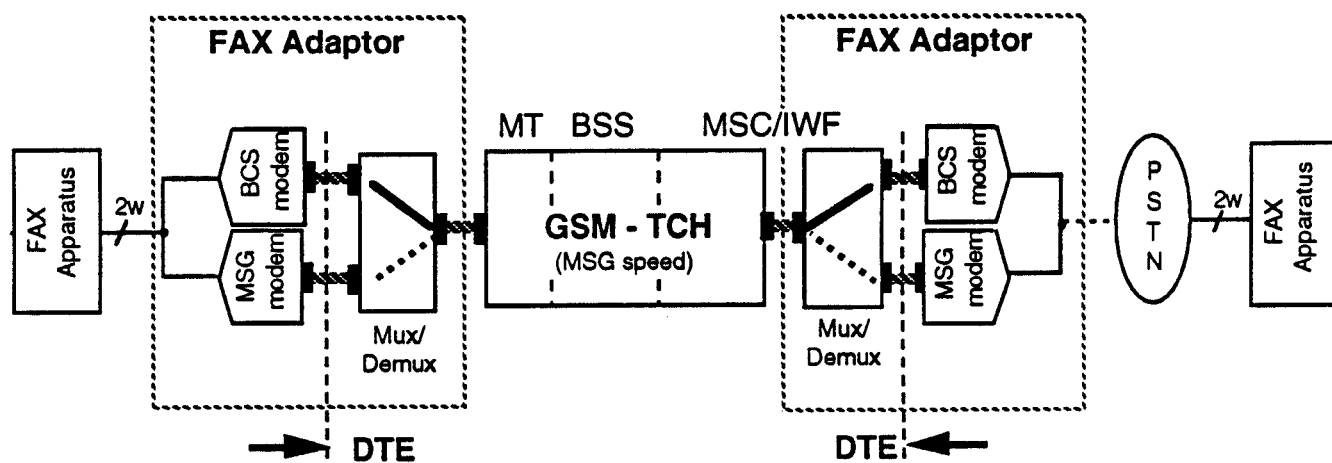 FAX Adaptor
FAX Adaptor
MT BSS MSC/IWF
FAX
Apparatus
2w
BCS
modem
MSG
modem
Mux/
Demux
GSM - TCH
(MSG speed)
Mux/
Demux
BCS
modem
MSG
modem
P
S
T
N
2w
FAX
Apparatus
DTE
DTE